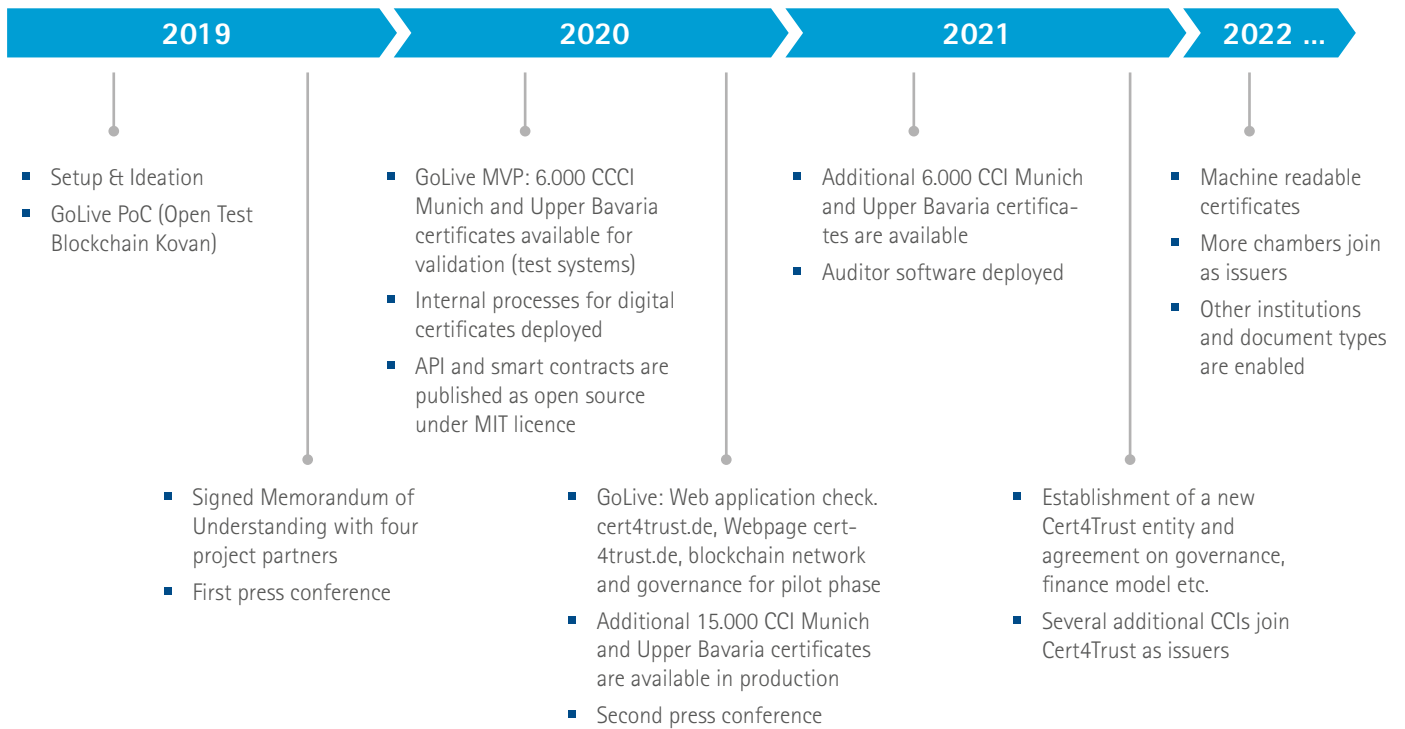 2019
2020
2021
2022 ...
Setup & Ideation
GoLive PoC (Open Test
Blockchain Kovan)
GoLive MVP: 6.000 CCCI
Munich and Upper Bavaria
certificates available for
validation (test systems)
Internal processes for digital
certificates deployed
API and smart contracts are
published as open source
under MIT licence
Additional 6.000 CCI Munich
and Upper Bavaria certifica-
tes are available
Auditor software deployed
Machine readable
certificates
More chambers join
as issuers
Other institutions
and document types
are enabled
Signed Memorandum of
Understanding with four
project partners
First press conference
GoLive: Web application check.
cert4trust.de, Webpage cert-
4trust.de, blockchain network
and governance for pilot phase
Additional 15.000 CCI Munich
and Upper Bavaria certificates
are available in production
Second press conference
Establishment of a new
Cert4Trust entity and
agreement on governance,
finance model etc.
Several additional CCIs join
Cert4Trust as issuers